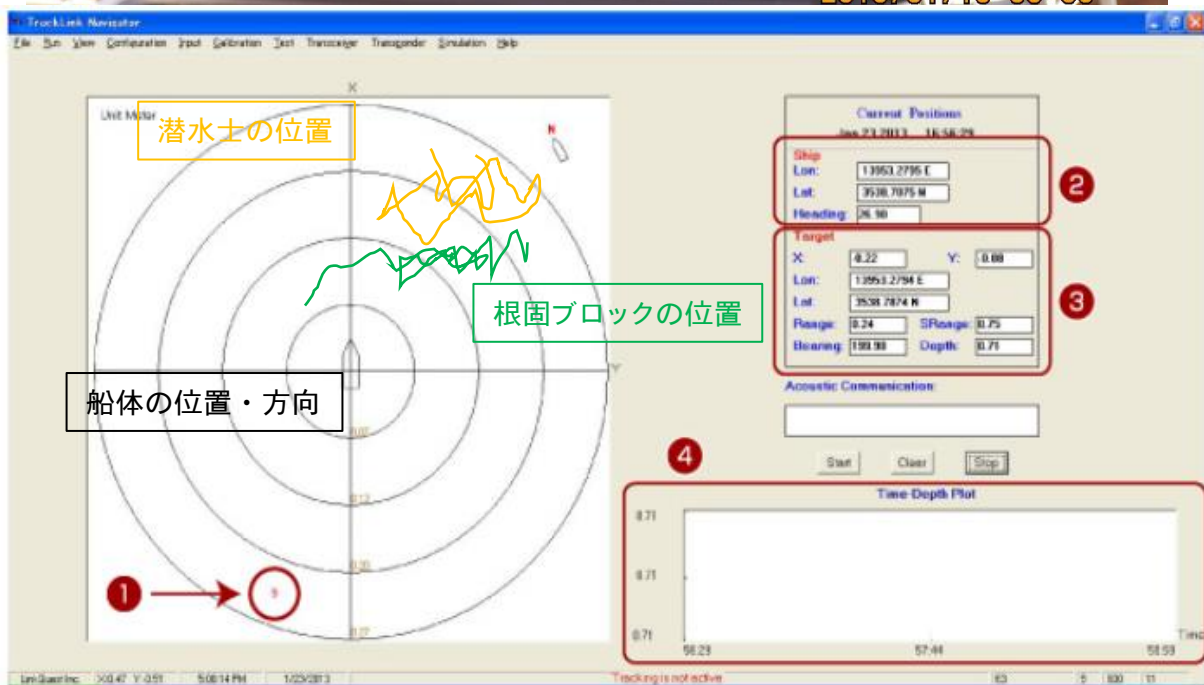 TrackLink Navigator
File Run View Configuration Input Calibration Test Transceiver Transponder Simulation Help
X
Unit Meter
潜水士の位置
N
根固ブロックの位置
Y
船体の位置・方向
1
9
Current Positions
Jan 23 2013 16:56:29
Ship
Lon: 13953.2795 E
Lat: 3538.7875 N
Heading: 26.90
2
Target
X: -0.22 Y: -0.08
Lon: 13953.2794 E
Lat: 3538.7874 N
Range: 0.24 SRange: 0.75
Bearing: 199.90 Depth: 0.71
3
Acoustic Communication:
Start Clear Stop
4
Time-Depth Plot
0.71
0.71
0.71
56:29 57:44 58:59
Time
LinkQuest Inc. X:0.47 Y:-0.51 5:00:14 PM 1/23/2013 Tracking is not active